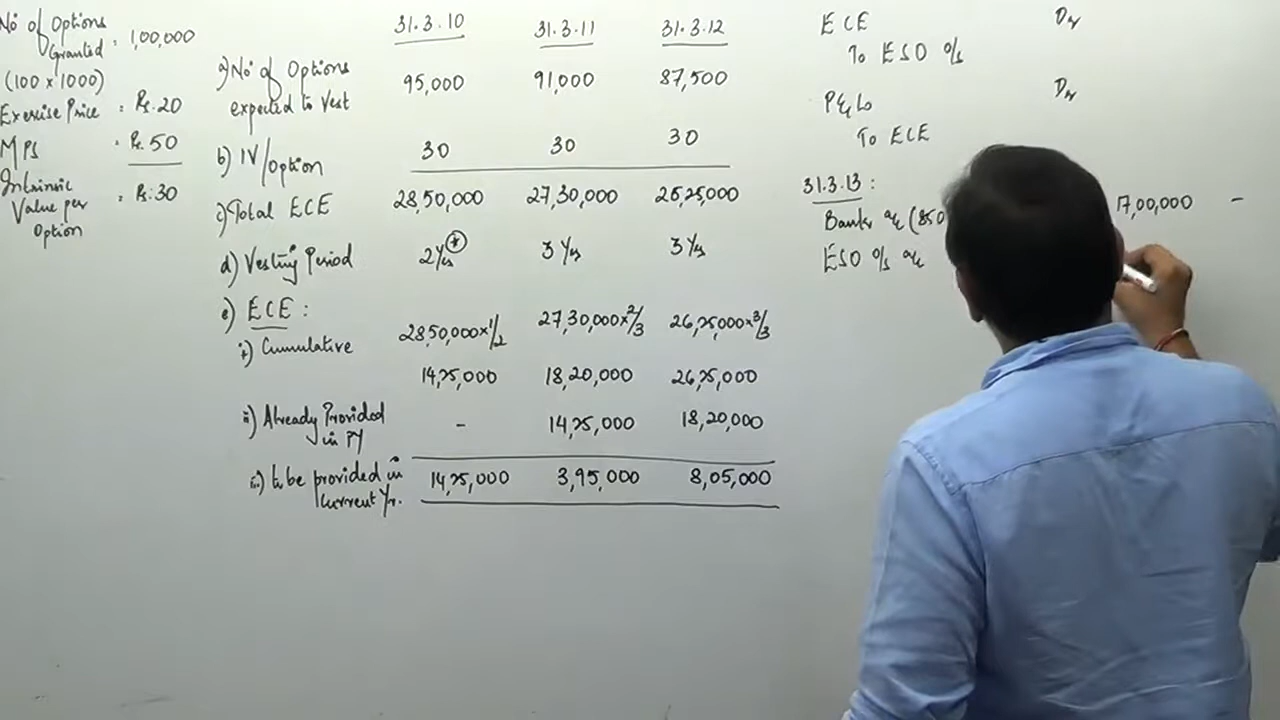 No of Options
Granted = 1,00,000
(100 x 1000)
Exercise Price = Rs. 20
MPS = Rs. 50
Intrinsic
Value per = Rs. 30
Option
31.3.10 31.3.11 31.3.12
a) No of Options
expected to Vest 95,000 91,000 87,500
b) IV/Option 30 30 30
c) Total ECE 28,50,000 27,30,000 26,25,000
d) Vesting Period 2 Yrs* 3 Yrs 3 Yrs
e) ECE :
i) Cumulative 28,50,000 x 1/2 27,30,000 x 2/3 26,25,000 x 3/3
14,25,000 18,20,000 26,25,000
ii) Already Provided
in PY - 14,25,000 18,20,000
iii) to be provided in
Current Yr. 14,25,000 3,95,000 8,05,000
ECE Dr
To ESO o/s
P&L Dr
To ECE
31.3.13 :
Bank a/c (850 17,00,000 -
ESO o/s a/c